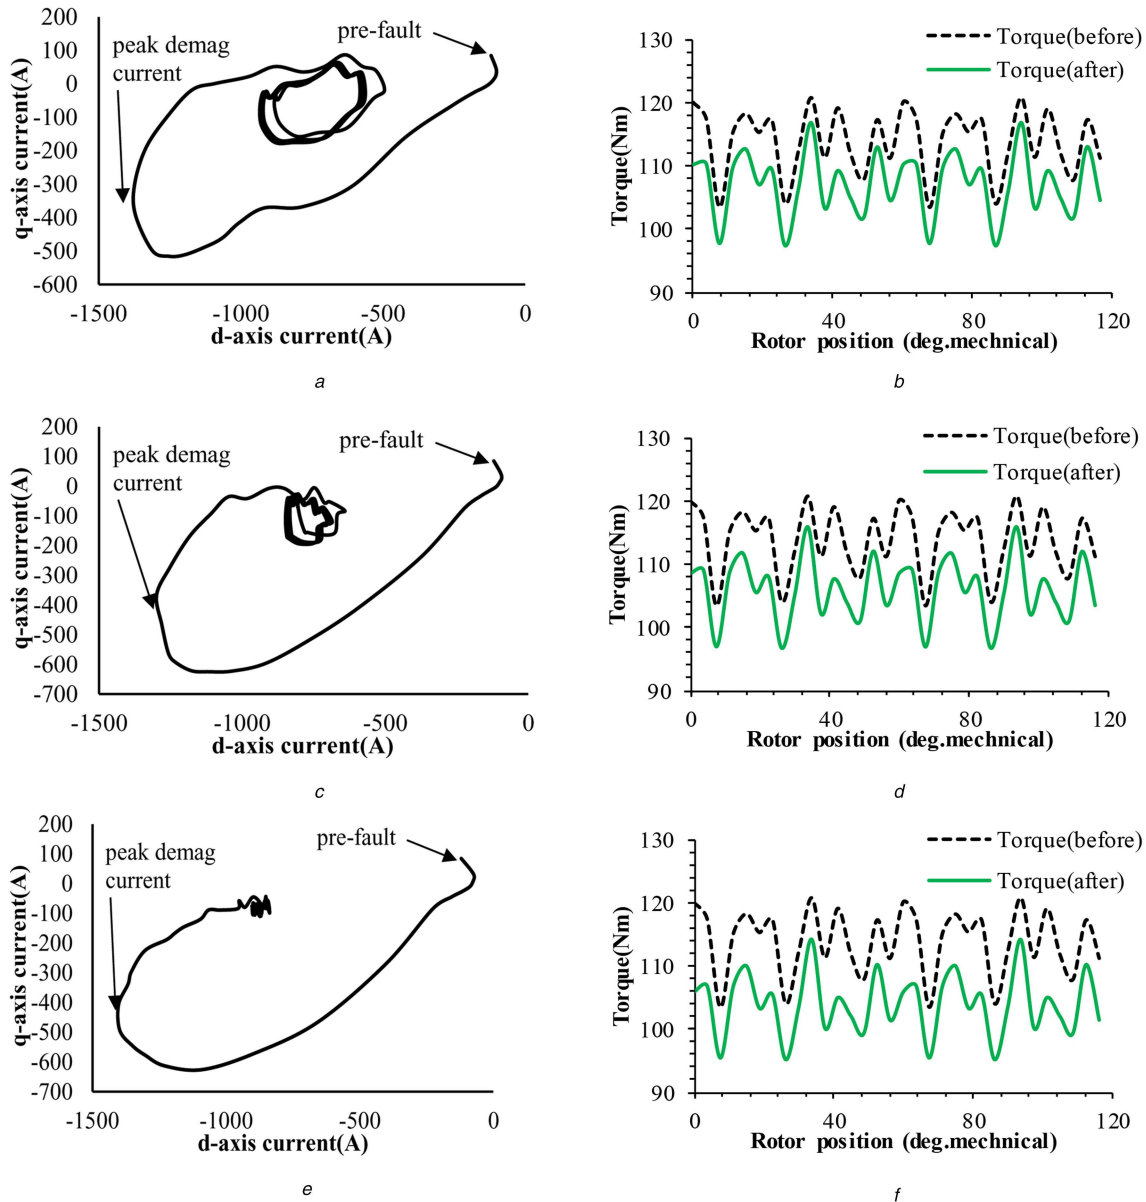 200
100
0
-100
-200
-300
-400
-500
-600
-1500
-1000
-500
0
q-axis current(A)
d-axis current(A)
peak demag
current
pre-fault
a
130
120
110
100
90
0
40
80
120
Torque(Nm)
Rotor position (deg.mechnical)
Torque(before)
Torque(after)
b
200
100
0
-100
-200
-300
-400
-500
-600
-700
-1500
-1000
-500
0
q-axis current(A)
d-axis current(A)
peak demag
current
pre-fault
c
130
120
110
100
90
0
40
80
120
Torque(Nm)
Rotor position (deg.mechnical)
Torque(before)
Torque(after)
d
200
100
0
-100
-200
-300
-400
-500
-600
-700
-1500
-1000
-500
0
q-axis current(A)
d-axis current(A)
peak demag
current
pre-fault
e
130
120
110
100
90
0
40
80
120
Torque(Nm)
Rotor position (deg.mechnical)
Torque(before)
Torque(after)
f